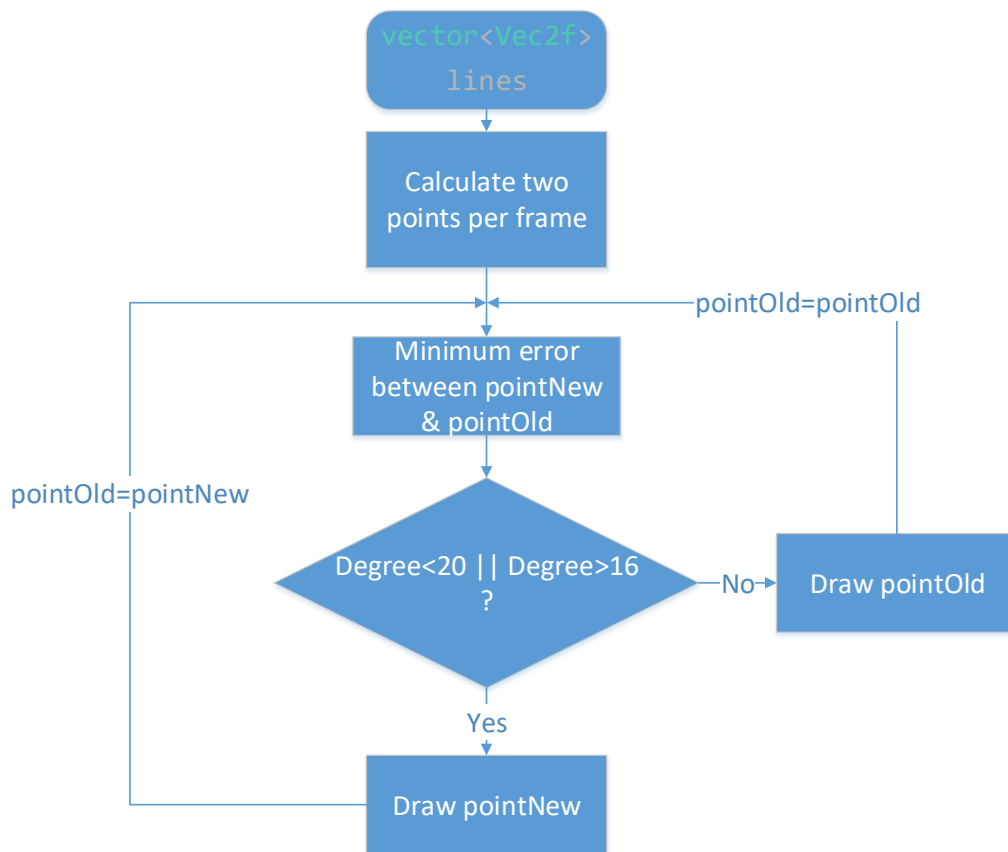 vector<Vec2f>
lines
Calculate two
points per frame
pointOld=pointOld
Minimum error
between pointNew
& pointOld
pointOld=pointNew
Degree<20 || Degree>16
?
No
Draw pointOld
Yes
Draw pointNew